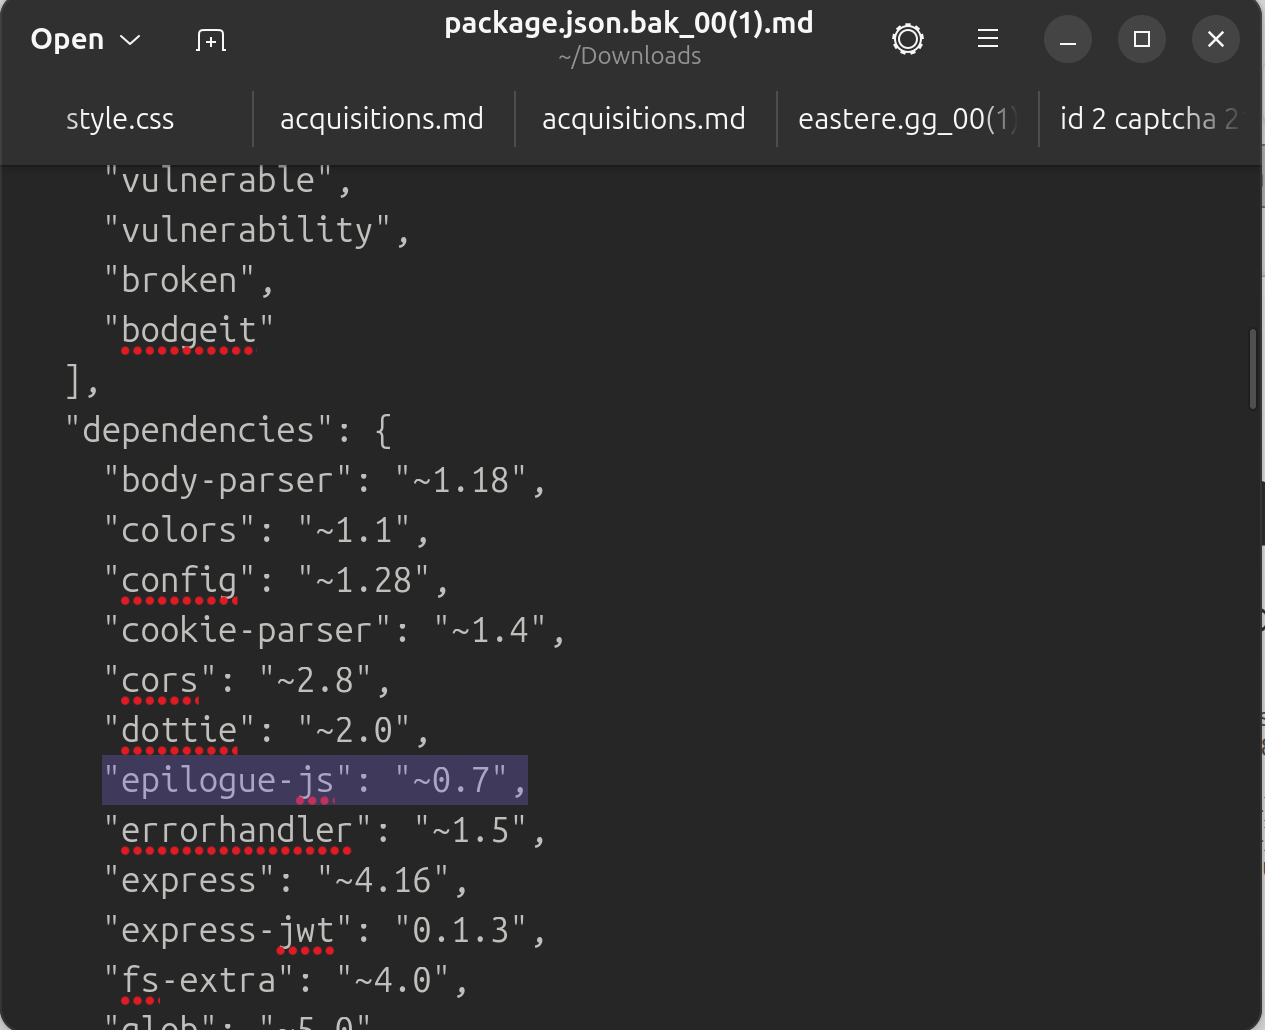 Open
package.json.bak_00(1).md
~/Downloads
style.css
acquisitions.md
acquisitions.md
eastere.gg_00(1)
id 2 captcha 2
"vulnerable",
"vulnerability",
"broken",
"bodgeit"
],
"dependencies": {
"body-parser": "~1.18",
"colors": "~1.1",
"config": "~1.28",
"cookie-parser": "~1.4",
"cors": "~2.8",
"dottie": "~2.0",
"epilogue-js": "~0.7",
"errorhandler": "~1.5",
"express": "~4.16",
"express-jwt": "0.1.3",
"fs-extra": "~4.0",
"glob": "~5.0"